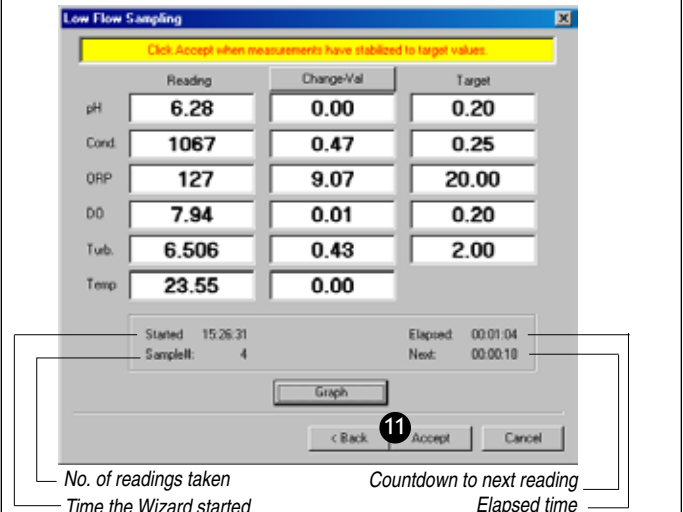 Low Flow Sampling
Click Accept when measurements have stabilized to target values.
Reading Change-Val Target
pH 6.28 0.00 0.20
Cond. 1067 0.47 0.25
ORP 127 9.07 20.00
DO 7.94 0.01 0.20
Turb. 6.506 0.43 2.00
Temp 23.55 0.00
Started 15:26:31 Elapsed: 00:01:04
Sample#: 4 Next: 00:00:10
Graph
< Back 11 Accept Cancel
No. of readings taken Countdown to next reading
Time the Wizard started Elapsed time